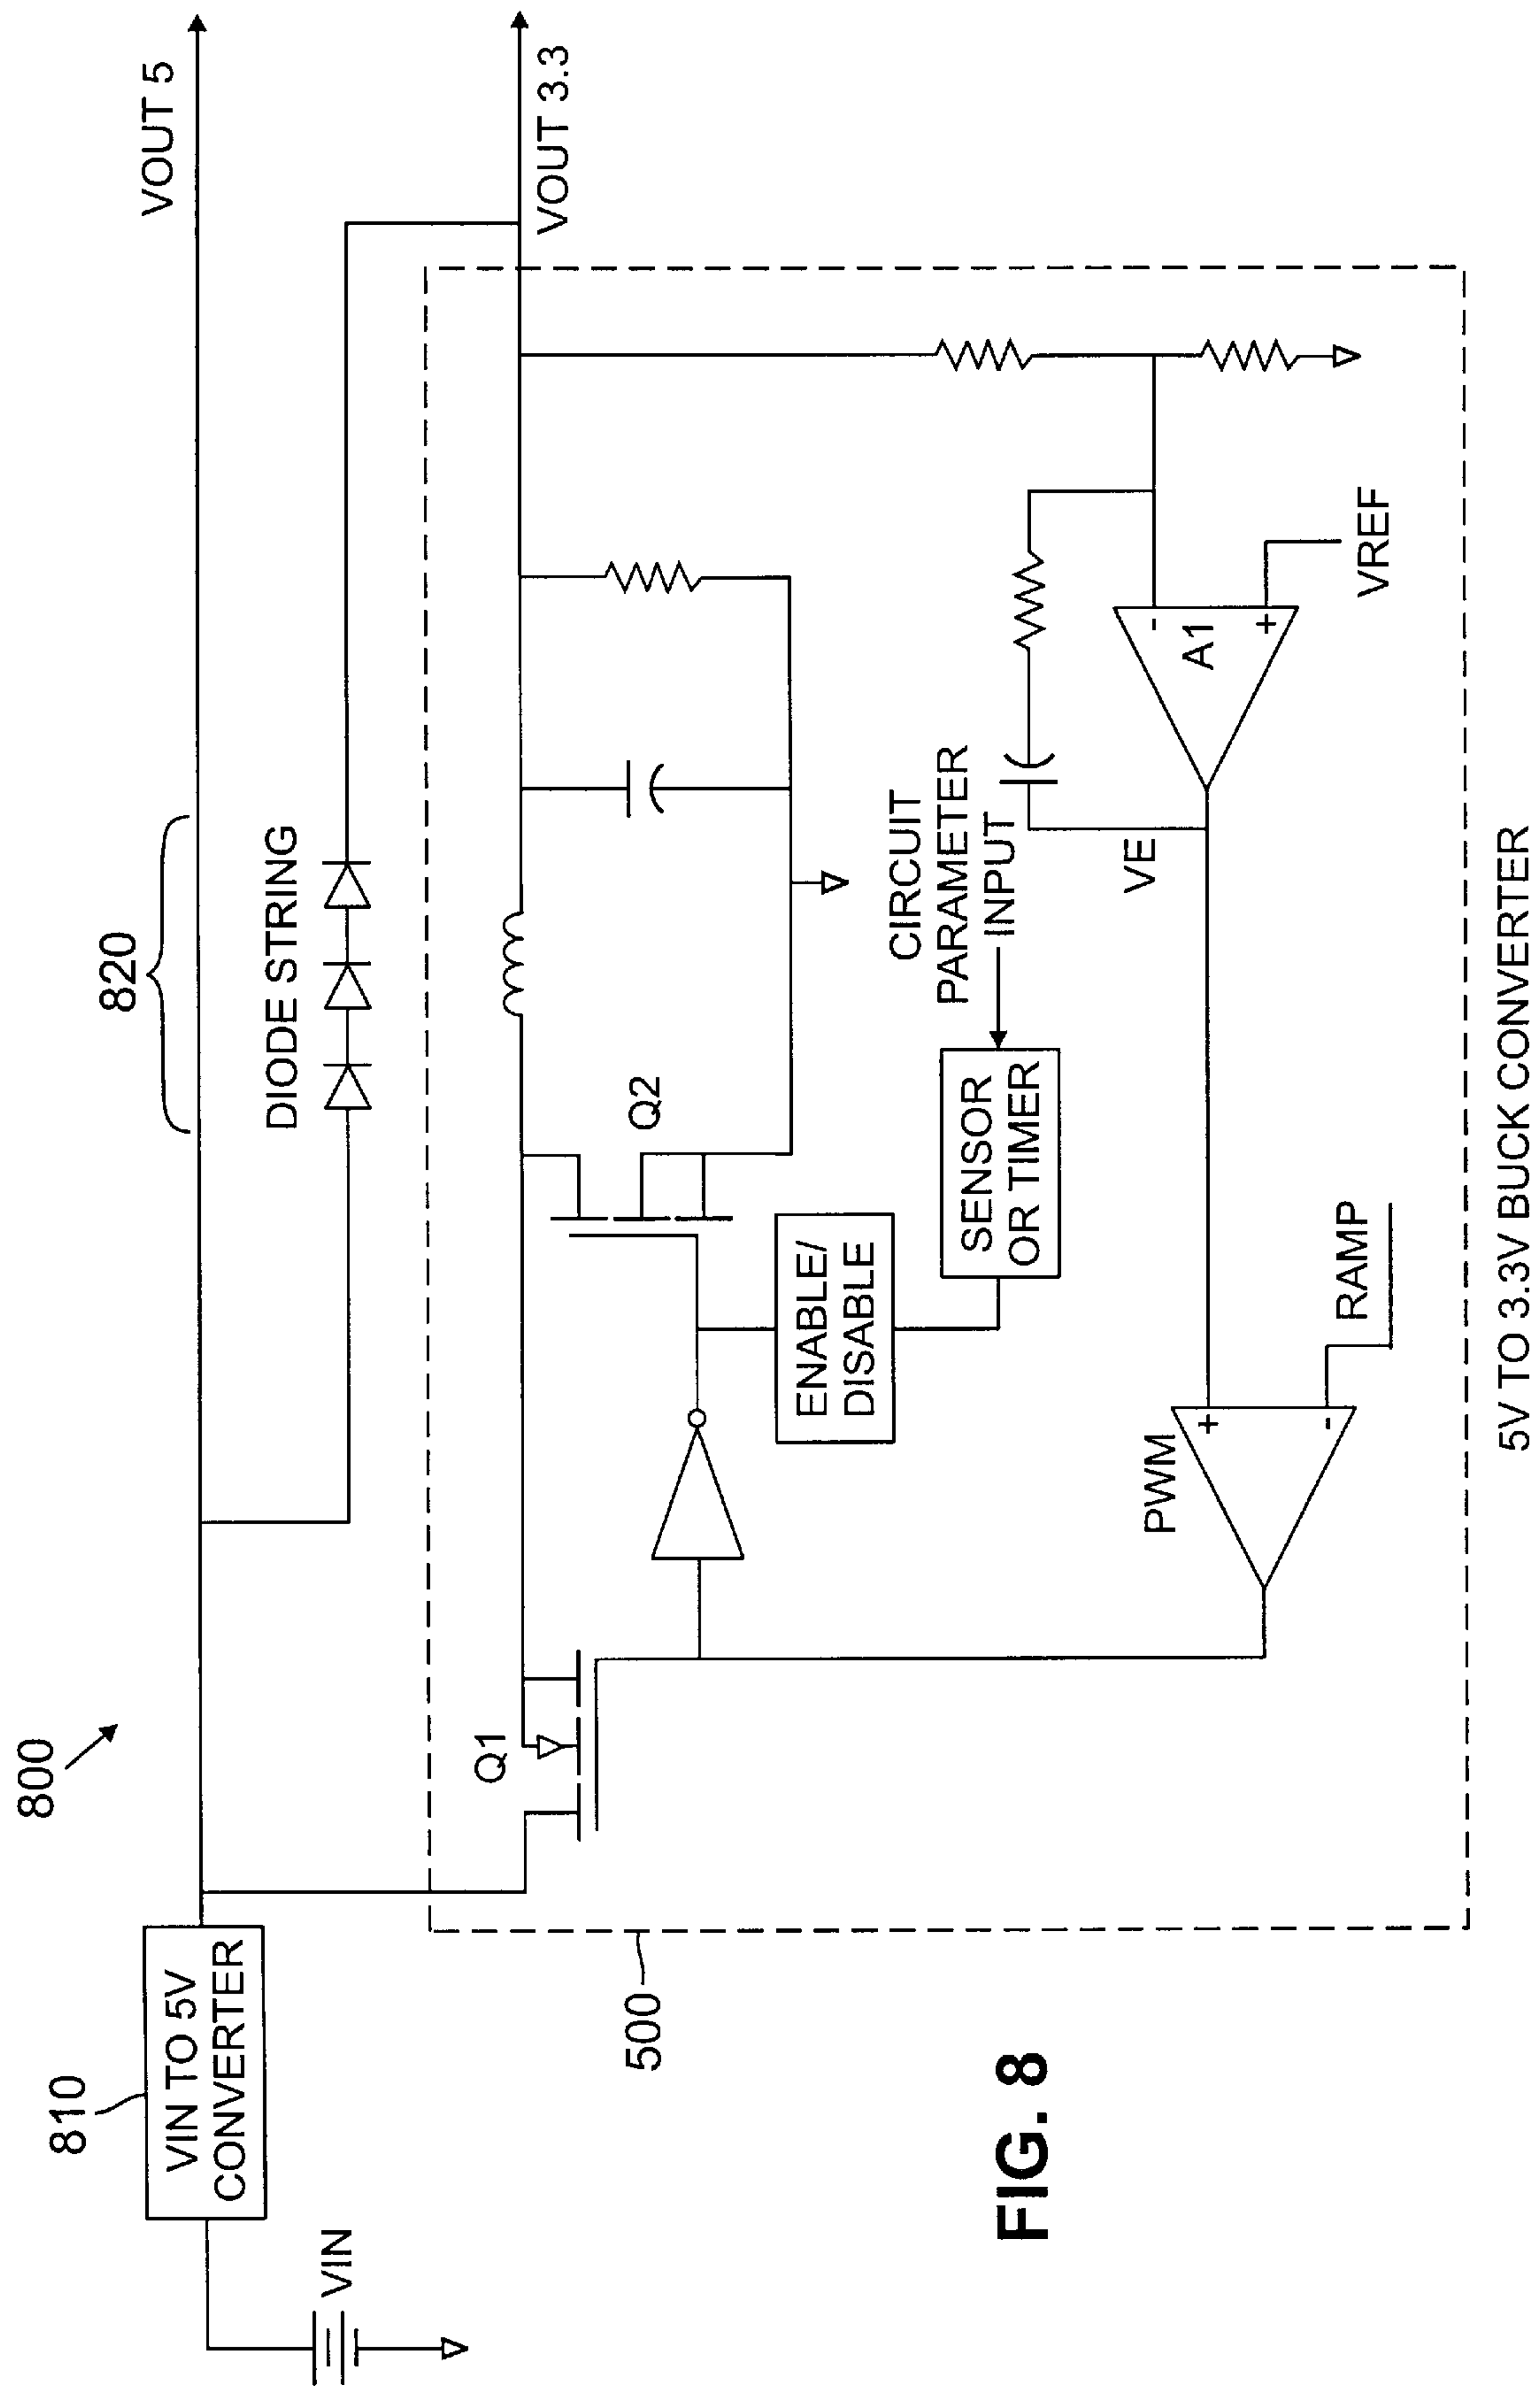 800
810
VIN TO 5V
CONVERTER
VIN
820
VOUT 5
DIODE STRING
VOUT 3.3
500
Q1
Q2
ENABLE/
DISABLE
SENSOR
OR TIMER
CIRCUIT
PARAMETER
INPUT
VE
A1
-
+
VREF
PWM
+
-
RAMP
5V TO 3.3V BUCK CONVERTER
FIG. 8